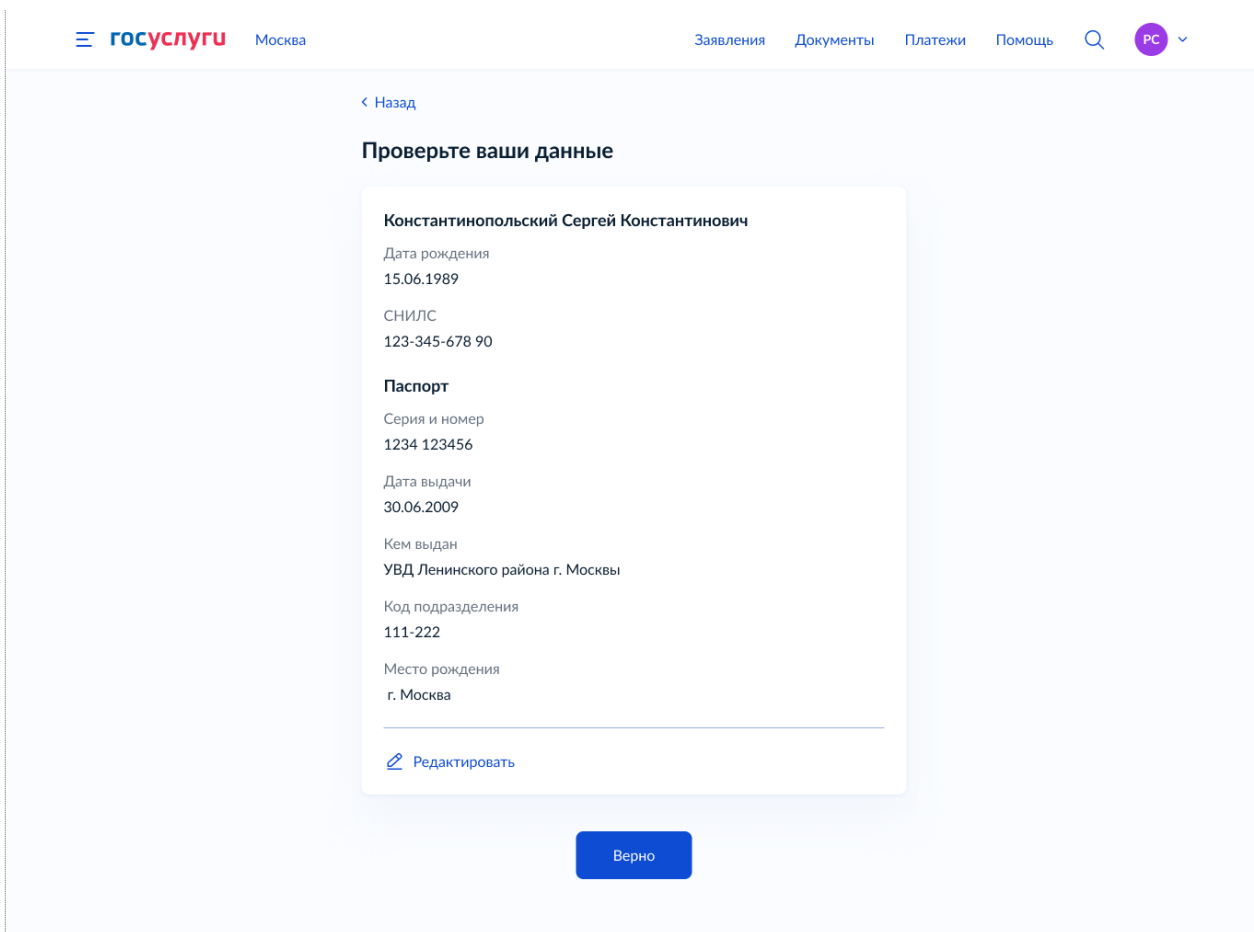 госуслуги Москва Заявления Документы Платежи Помощь РС
Назад
Проверьте ваши данные
Константинопольский Сергей Константинович
Дата рождения
15.06.1989
СНИЛС
123-345-678 90
Паспорт
Серия и номер
1234 123456
Дата выдачи
30.06.2009
Кем выдан
УВД Ленинского района г. Москвы
Код подразделения
111-222
Место рождения
г. Москва
Редактировать
Верно